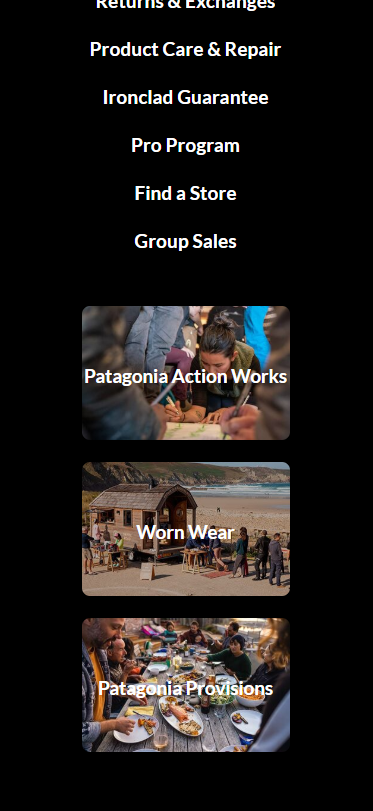 Returns & Exchanges
Product Care & Repair
Ironclad Guarantee
Pro Program
Find a Store
Group Sales
Patagonia Action Works
Worn Wear
Patagonia Provisions